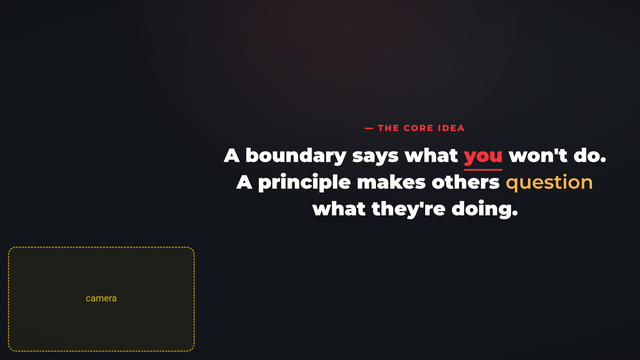 — THE CORE IDEA
A boundary says what you won't do.
A principle makes others question
what they're doing.
camera